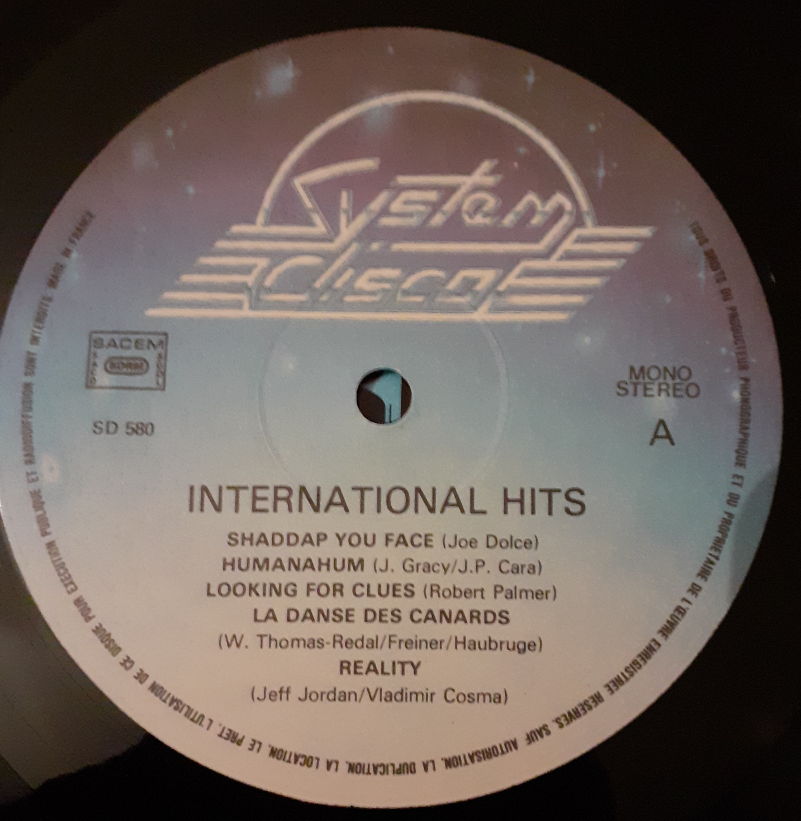 System
Disco
SACEM
SDRM
SACD
SGDL
SD 580
MONO
STEREO
A
INTERNATIONAL HITS
SHADDAP YOU FACE (Joe Dolce)
HUMANAHUM (J. Gracy/J.P. Cara)
LOOKING FOR CLUES (Robert Palmer)
LA DANSE DES CANARDS
(W. Thomas-Redal/Freiner/Haubruge)
REALITY
(Jeff Jordan/Vladimir Cosma)
TOUS DROITS DU PRODUCTEUR PHONOGRAPHIQUE ET DU PROPRIETAIRE DE L'ŒUVRE ENREGISTREE RESERVES. SAUF AUTORISATION, LA DUPLICATION, LA LOCATION, LE PRET, L'UTILISATION DE CE DISQUE POUR EXECUTION PUBLIQUE ET RADIODIFFUSION SONT INTERDITS. MADE IN FRANCE